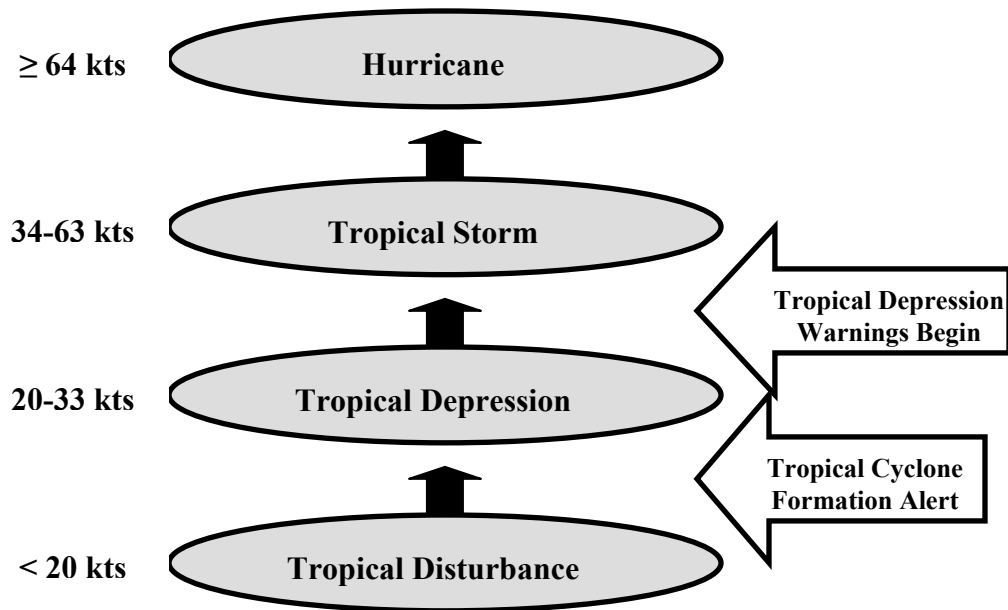 ≥ 64 kts
Hurricane
34-63 kts
Tropical Storm
Tropical Depression
Warnings Begin
20-33 kts
Tropical Depression
Tropical Cyclone
Formation Alert
< 20 kts
Tropical Disturbance